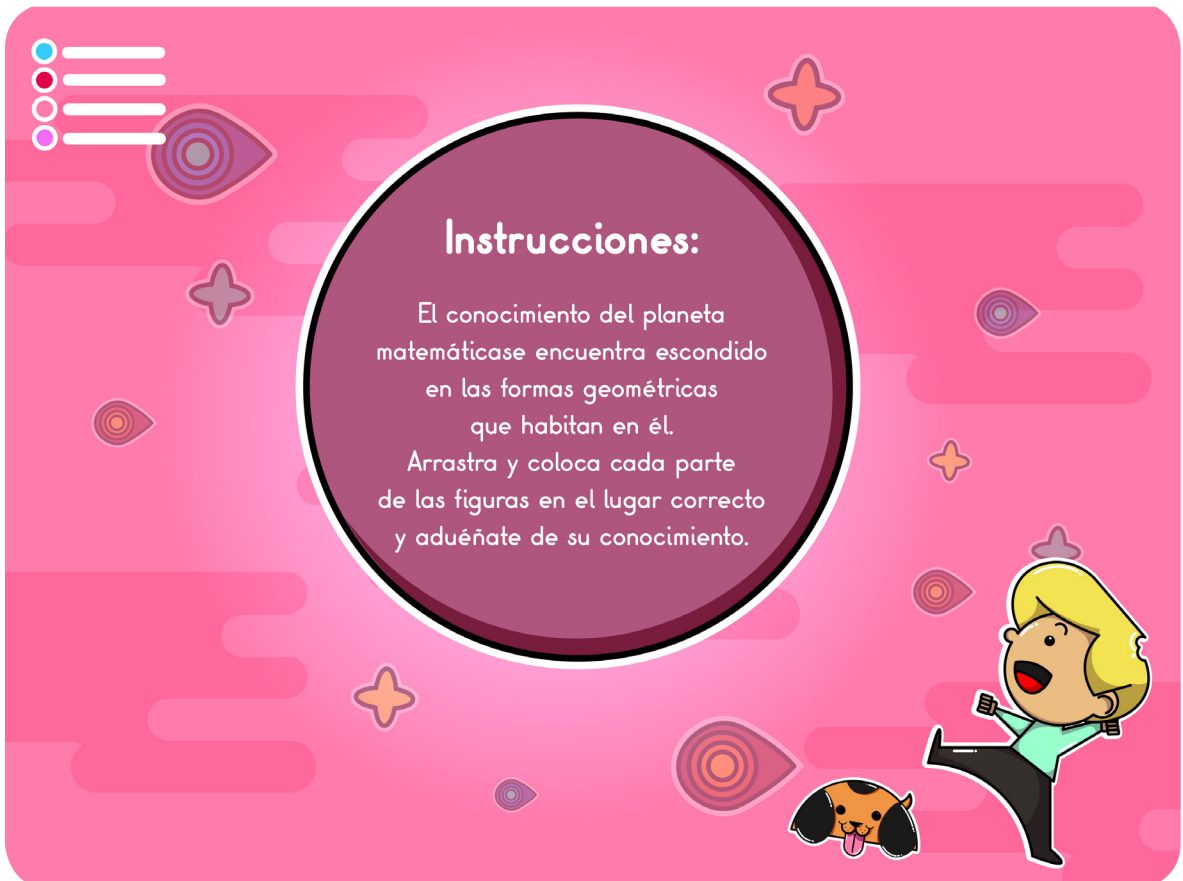 Instrucciones:
El conocimiento del planeta
matemáticase encuentra escondido
en las formas geométricas
que habitan en él.
Arrastra y coloca cada parte
de las figuras en el lugar correcto
y aduéñate de su conocimiento.